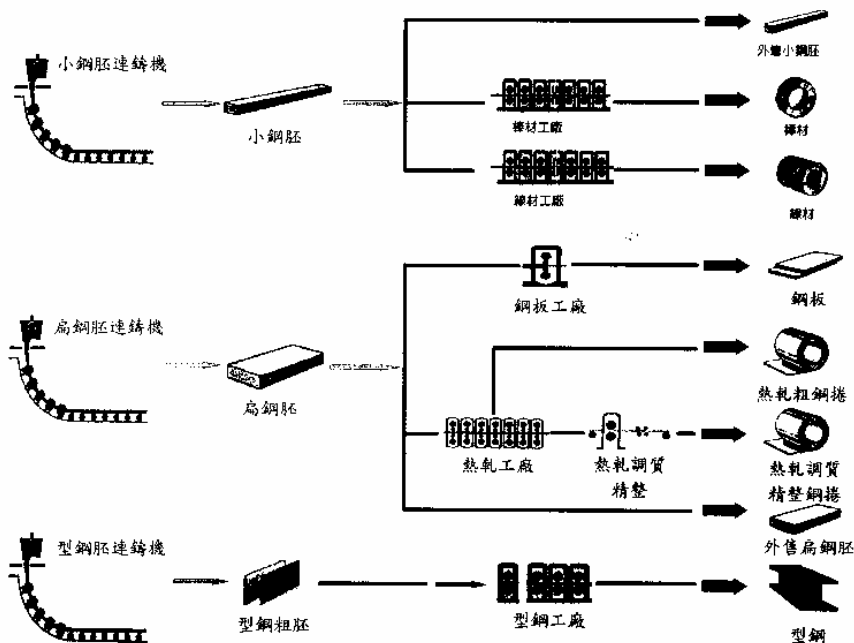 小鋼胚連鑄機
小鋼胚
外售小鋼胚
棒材工廠
棒材
線材工廠
線材
扁鋼胚連鑄機
扁鋼胚
鋼板工廠
鋼板
熱軋粗鋼捲
熱軋工廠
熱軋調質
精整
熱軋調質
精整鋼捲
外售扁鋼胚
型鋼胚連鑄機
型鋼粗胚
型鋼工廠
型鋼